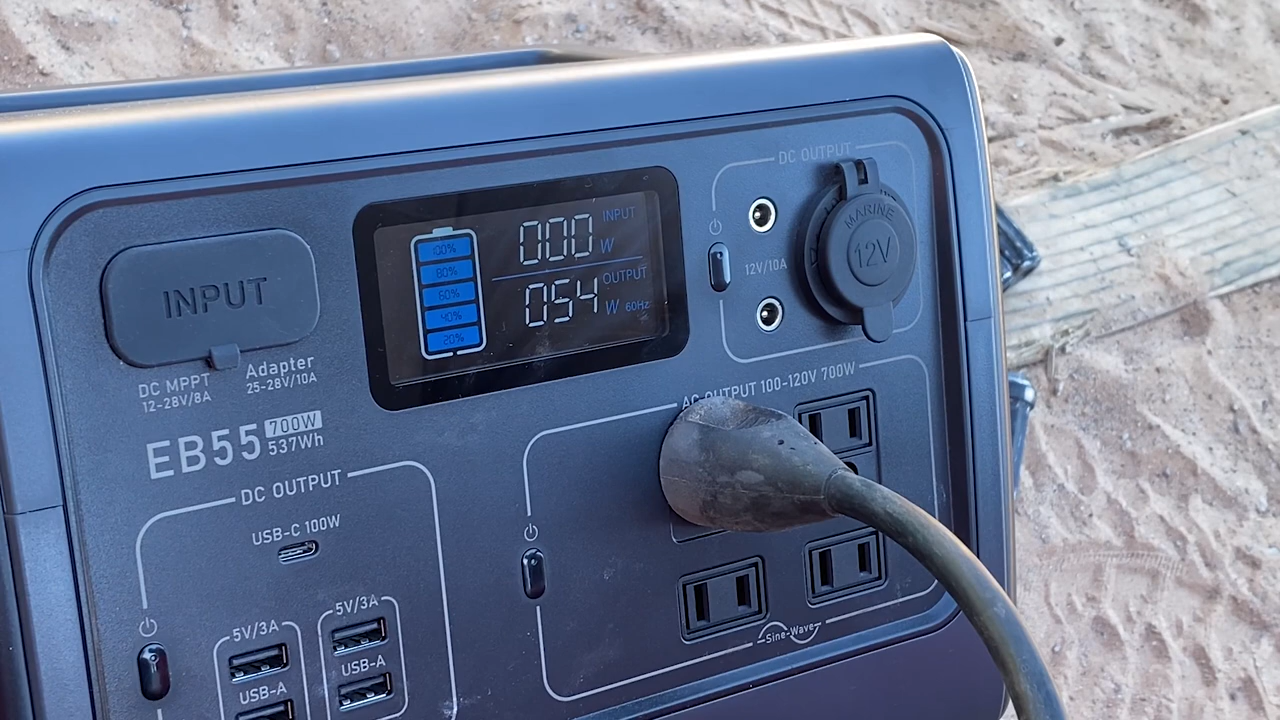 DC OUTPUT
MARINE
12V
12V/10A
INPUT
100%
80%
60%
40%
20%
000 W INPUT
054 W OUTPUT
60Hz
DC MPPT
12-28V/8A
Adapter
25-28V/10A
EB55 700W
537Wh
AC OUTPUT 100-120V 700W
DC OUTPUT
USB-C 100W
5V/3A
USB-A
5V/3A
USB-A
Sine-Wave